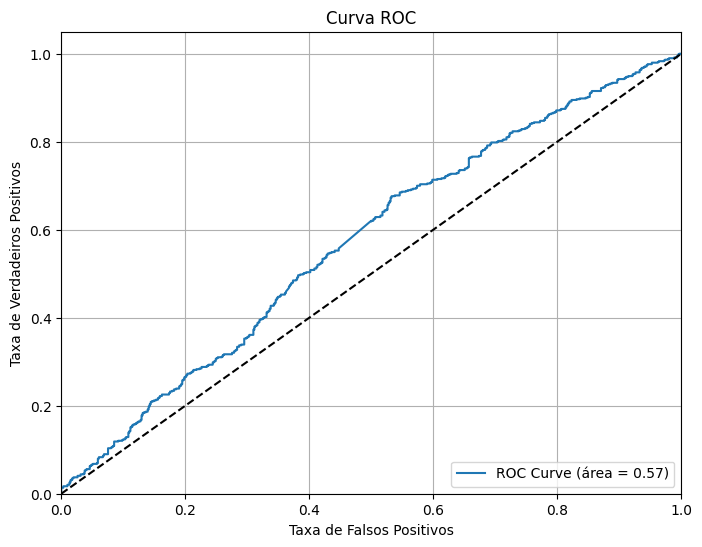 Curva ROC
1.0
0.8
0.6
0.4
0.2
0.0
Taxa de Verdadeiros Positivos
ROC Curve (área = 0.57)
0.0 0.2 0.4 0.6 0.8 1.0
Taxa de Falsos Positivos